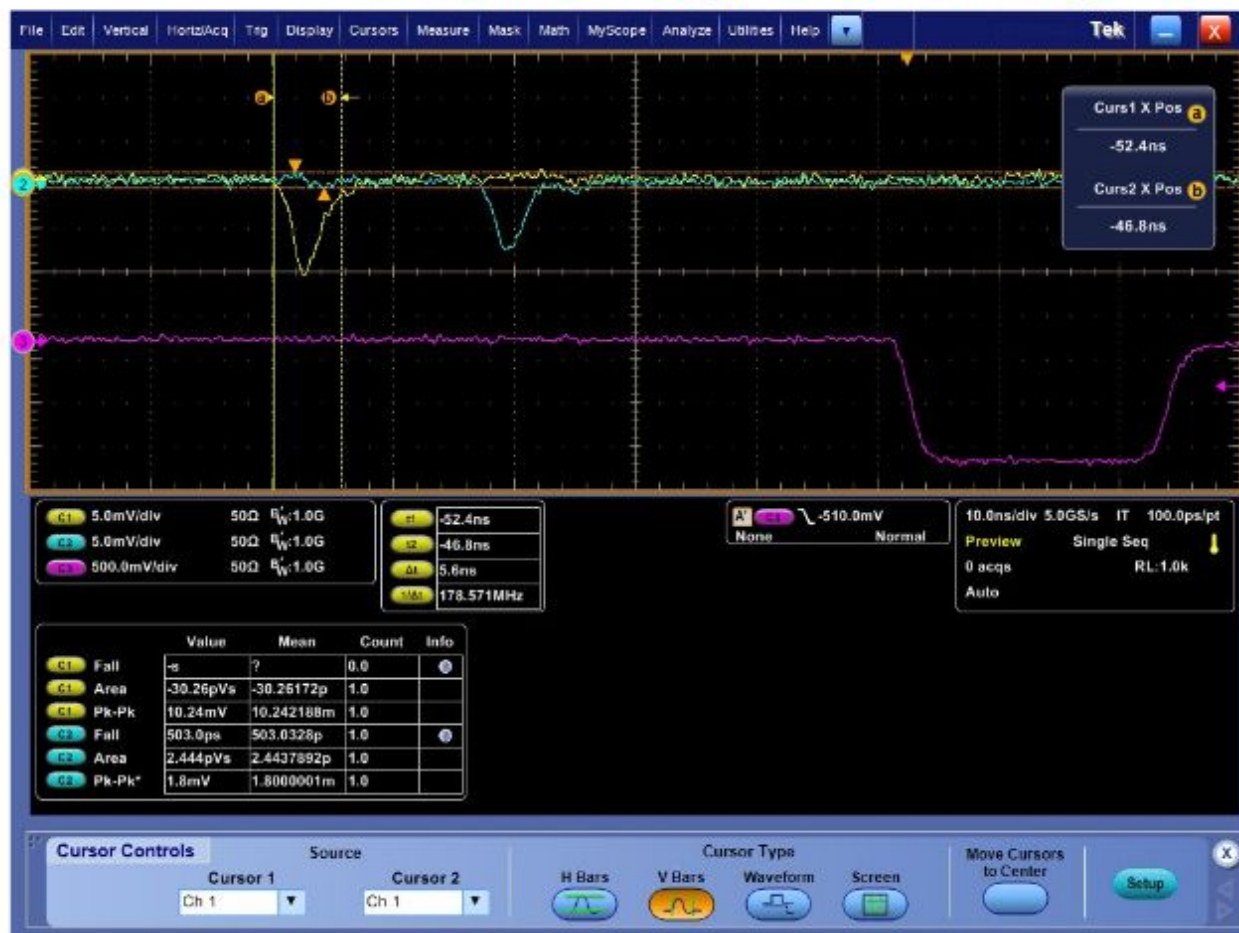 File Edit Vertical Horiz/Acq Trig Display Cursors Measure Mask Math MyScope Analyze Utilities Help Tek X
a b
Curs1 X Pos a
-52.4ns
Curs2 X Pos b
-46.8ns
2
3
C1 5.0mV/div 50Ω BW:1.0G
C2 5.0mV/div 50Ω BW:1.0G
C3 500.0mV/div 50Ω BW:1.0G
t1 -52.4ns
t2 -46.8ns
Δt 5.6ns
1/Δt 178.571MHz
A' C3 -510.0mV
None Normal
10.0ns/div 5.0GS/s IT 100.0ps/pt
Preview Single Seq
0 acqs RL:1.0k
Auto
Value Mean Count Info
C1 Fall -s ? 0.0
C1 Area -30.26pVs -30.26172p 1.0
C1 Pk-Pk 10.24mV 10.242188m 1.0
C2 Fall 503.0ps 503.0328p 1.0
C2 Area 2.444pVs 2.4437892p 1.0
C2 Pk-Pk* 1.8mV 1.8000001m 1.0
Cursor Controls Source Cursor Type Move Cursors to Center X
Cursor 1 Cursor 2 H Bars V Bars Waveform Screen
Ch 1 Ch 1 Setup